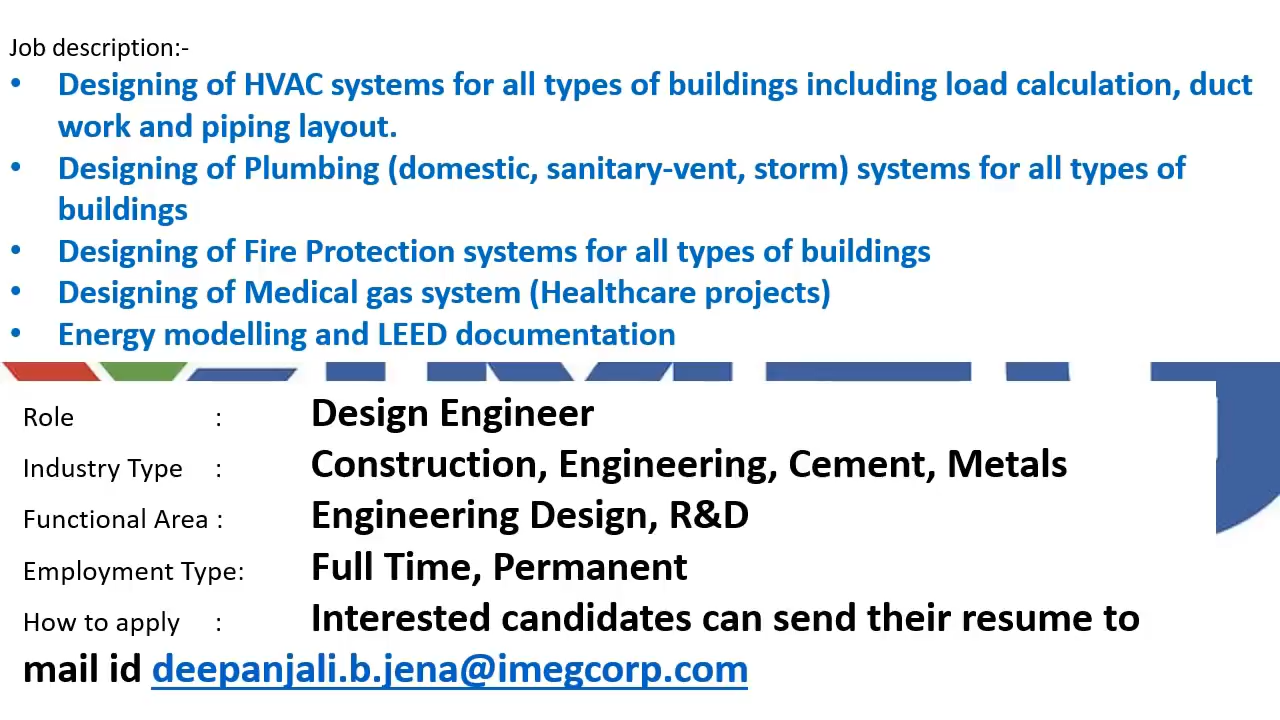 Job description:-
• Designing of HVAC systems for all types of buildings including load calculation, duct
work and piping layout.
• Designing of Plumbing (domestic, sanitary-vent, storm) systems for all types of
buildings
• Designing of Fire Protection systems for all types of buildings
• Designing of Medical gas system (Healthcare projects)
• Energy modelling and LEED documentation
Role : Design Engineer
Industry Type : Construction, Engineering, Cement, Metals
Functional Area : Engineering Design, R&D
Employment Type: Full Time, Permanent
How to apply : Interested candidates can send their resume to
mail id deepanjali.b.jena@imegcorp.com